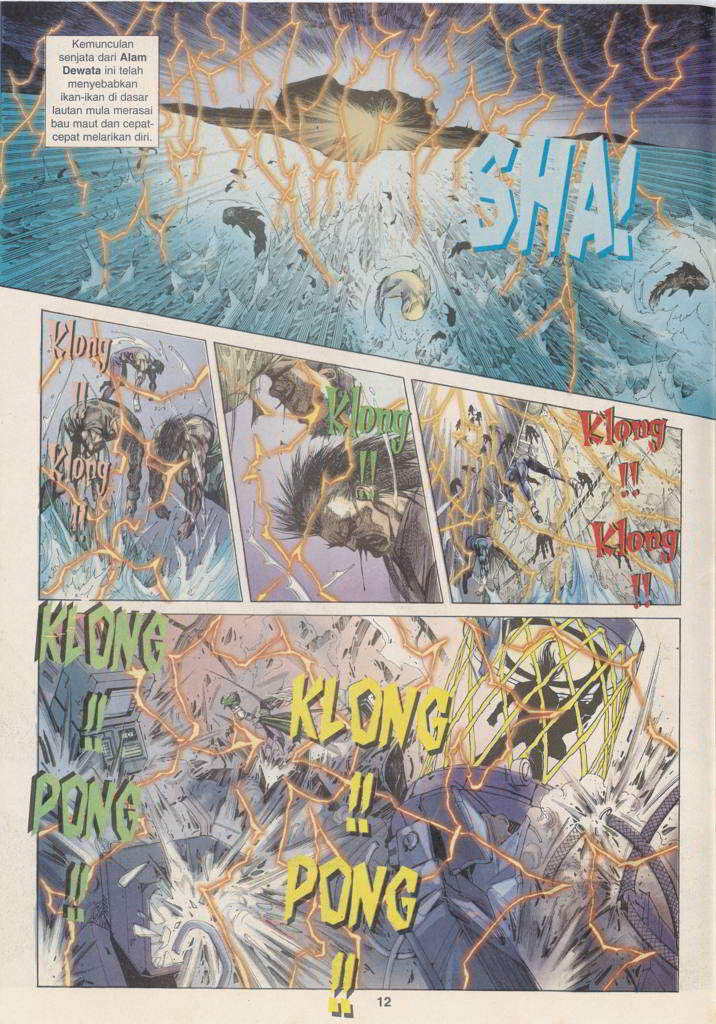 Kemunculan
senjata dari Alam
Dewata ini telah
menyebabkan
ikan-ikan di dasar
lautan mula merasai
bau maut dan cepat-
cepat melarikan diri.
SHA!
Klong
!!
Klong
!!
Klong
!!
Klong
!!
Klong
!!
KLONG
!!
PONG
!!
KLONG
!!
PONG
!!
12